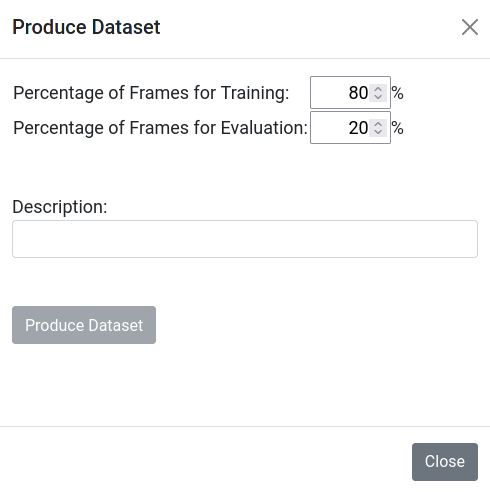 Produce Dataset
Percentage of Frames for Training: 80 %
Percentage of Frames for Evaluation: 20 %
Description:
Produce Dataset
Close